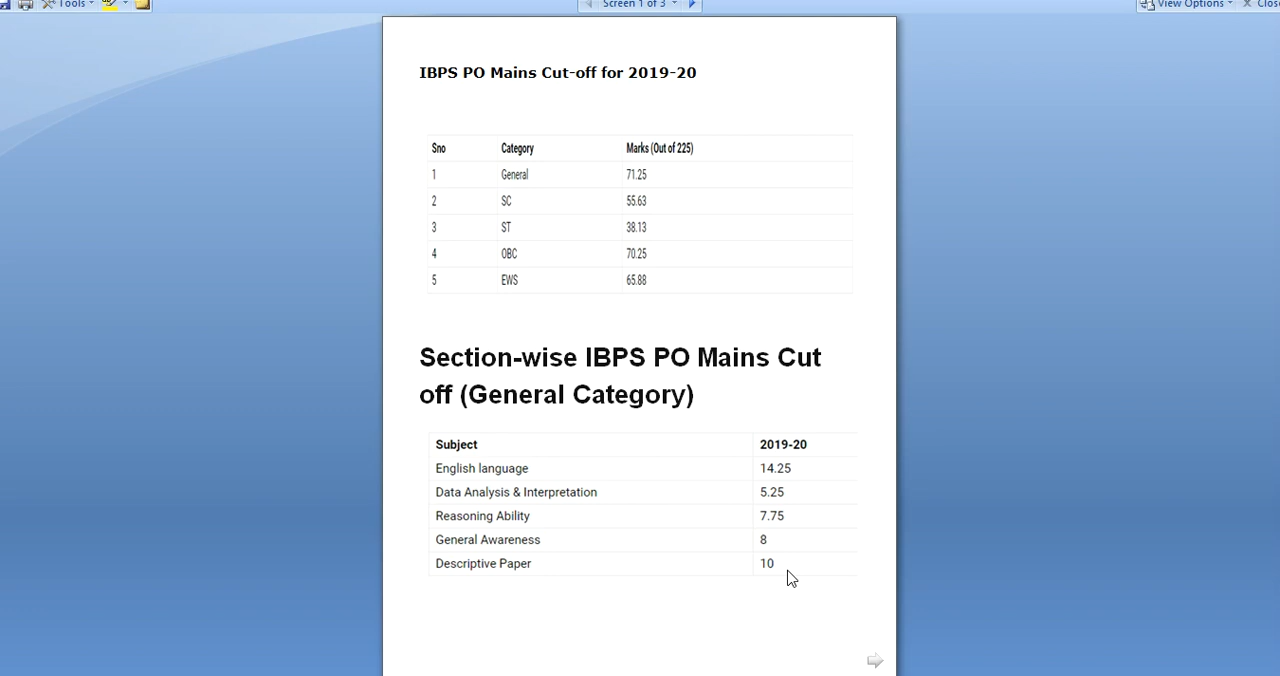 Tools
Screen 1 of 3
View Options
Close
IBPS PO Mains Cut-off for 2019-20
Sno Category Marks (Out of 225)
1 General 71.25
2 SC 55.63
3 ST 38.13
4 OBC 70.25
5 EWS 65.88
Section-wise IBPS PO Mains Cut
off (General Category)
Subject 2019-20
English language 14.25
Data Analysis & Interpretation 5.25
Reasoning Ability 7.75
General Awareness 8
Descriptive Paper 10